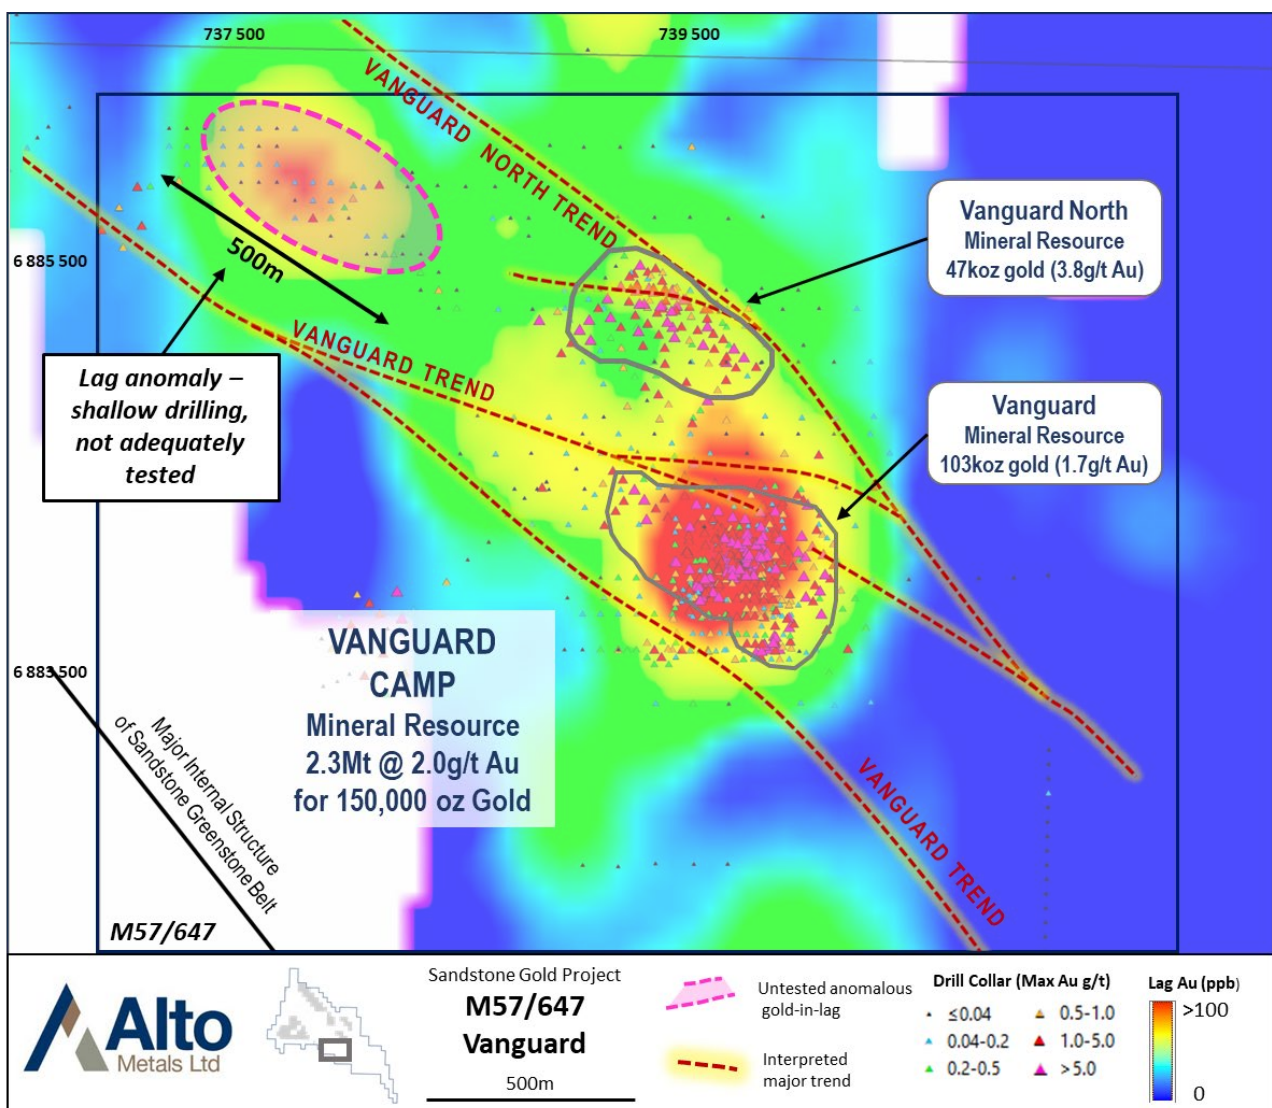 737 500
739 500
VANGUARD NORTH TREND
Vanguard North
Mineral Resource
47koz gold (3.8g/t Au)
6 885 500
500m
VANGUARD TREND
Lag anomaly –
shallow drilling,
not adequately
tested
Vanguard
Mineral Resource
103koz gold (1.7g/t Au)
VANGUARD
CAMP
Mineral Resource
2.3Mt @ 2.0g/t Au
for 150,000 oz Gold
6 883 500
Major Internal Structure
of Sandstone Greenstone Belt
VANGUARD TREND
M57/647
Alto
Metals Ltd
Sandstone Gold Project
M57/647
Vanguard
500m
Untested anomalous
gold-in-lag
Interpreted
major trend
Drill Collar (Max Au g/t)
≤0.04
0.04-0.2
0.2-0.5
0.5-1.0
1.0-5.0
>5.0
Lag Au (ppb)
>100
0